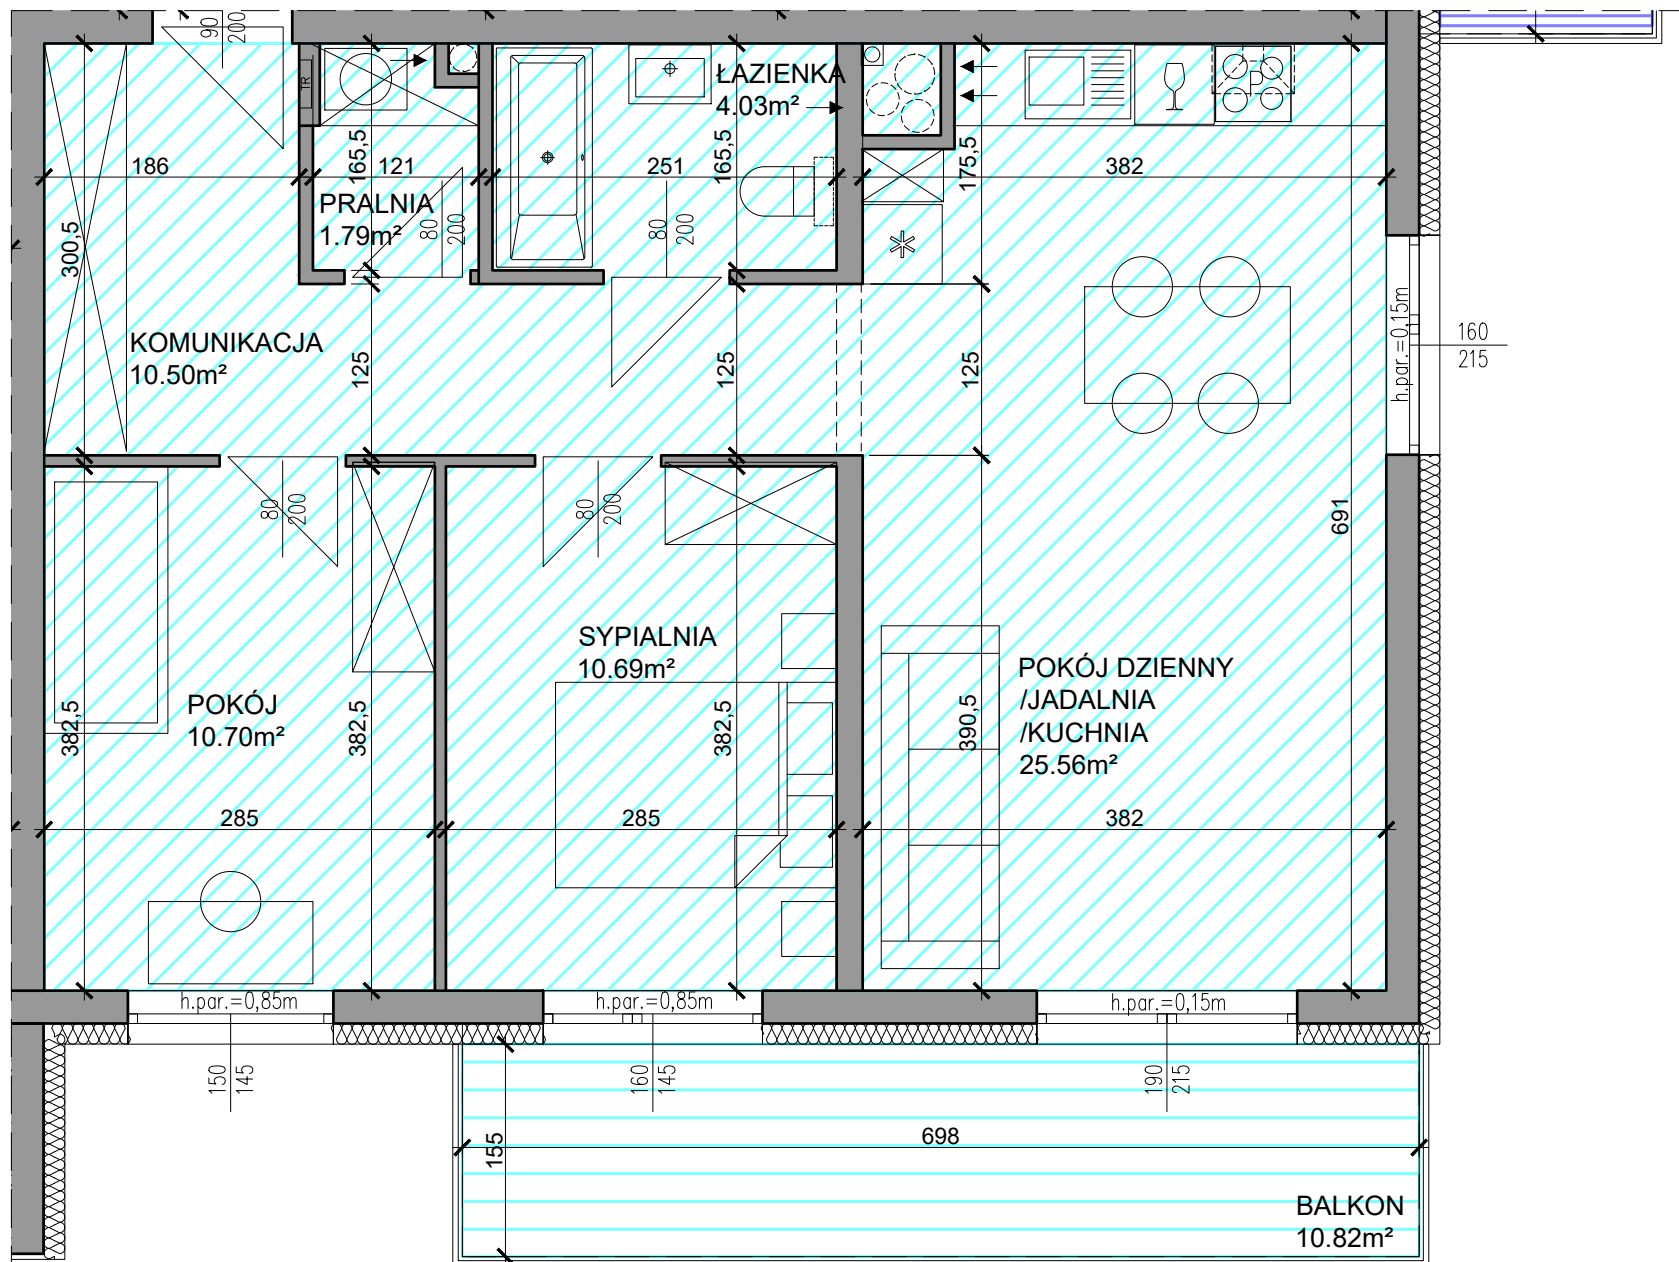 90
200
TR
ŁAZIENKA
4.03m²
P
186
165,5
121
251
165,5
175,5
382
PRALNIA
1.79m²
80
200
80
200
300,5
KOMUNIKACJA
10.50m²
125
125
125
h.par.=0,15m
160
215
80
200
80
200
691
SYPIALNIA
10.69m²
POKÓJ DZIENNY
/JADALNIA
/KUCHNIA
25.56m²
POKÓJ
10.70m²
382,5
382,5
382,5
390,5
285
285
382
h.par.=0,85m
h.par.=0,85m
h.par.=0,15m
150
145
160
145
190
215
155
698
BALKON
10.82m²